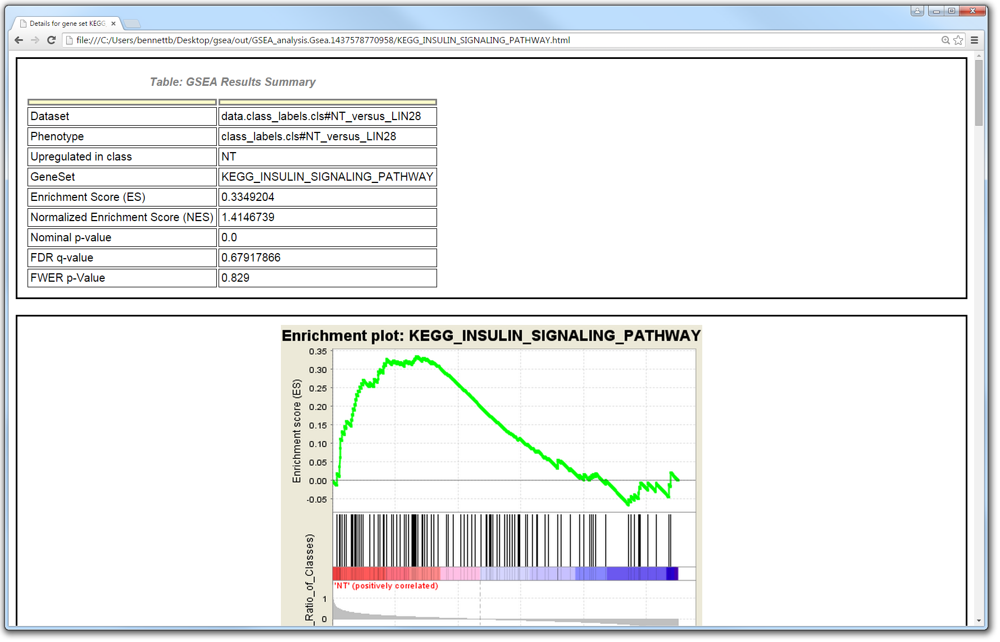 Details for gene set KEGG_
file:///C:/Users/bennettb/Desktop/gsea/out/GSEA_analysis.Gsea.1437578770958/KEGG_INSULIN_SIGNALING_PATHWAY.html
Table: GSEA Results Summary
Dataset data.class_labels.cls#NT_versus_LIN28
Phenotype class_labels.cls#NT_versus_LIN28
Upregulated in class NT
GeneSet KEGG_INSULIN_SIGNALING_PATHWAY
Enrichment Score (ES) 0.3349204
Normalized Enrichment Score (NES) 1.4146739
Nominal p-value 0.0
FDR q-value 0.67917866
FWER p-Value 0.829
Enrichment plot: KEGG_INSULIN_SIGNALING_PATHWAY
Enrichment score (ES)
0.35
0.30
0.25
0.20
0.15
0.10
0.05
0.00
-0.05
_Ratio_of_Classes)
'NT' (positively correlated)
1
0